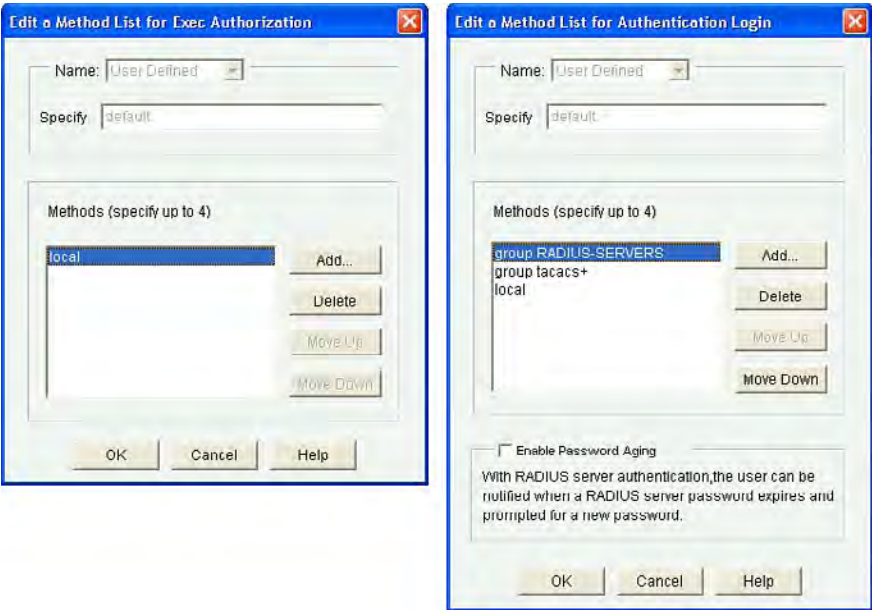 Edit a Method List for Exec Authorization
Name: User Defined
Specify default
Methods (specify up to 4)
local
Add...
Delete
Move Up
Move Down
OK Cancel Help
Edit a Method List for Authentication Login
Name: User Defined
Specify default
Methods (specify up to 4)
group RADIUS-SERVERS
group tacacs+
local
Add...
Delete
Move Up
Move Down
Enable Password Aging
With RADIUS server authentication,the user can be
notified when a RADIUS server password expires and
prompted for a new password.
OK Cancel Help